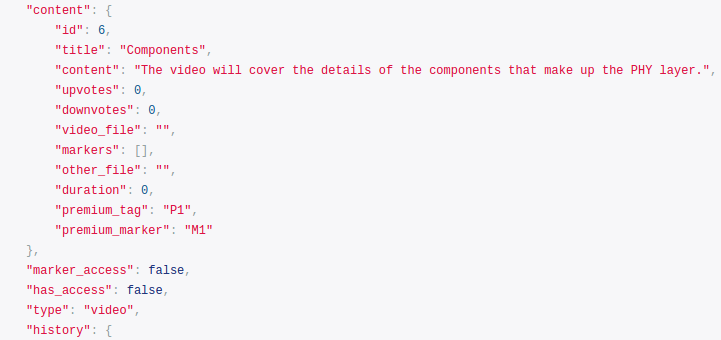 "content": {
"id": 6,
"title": "Components",
"content": "The video will cover the details of the components that make up the PHY layer.",
"upvotes": 0,
"downvotes": 0,
"video_file": "",
"markers": [],
"other_file": "",
"duration": 0,
"premium_tag": "P1",
"premium_marker": "M1"
},
"marker_access": false,
"has_access": false,
"type": "video",
"history": {